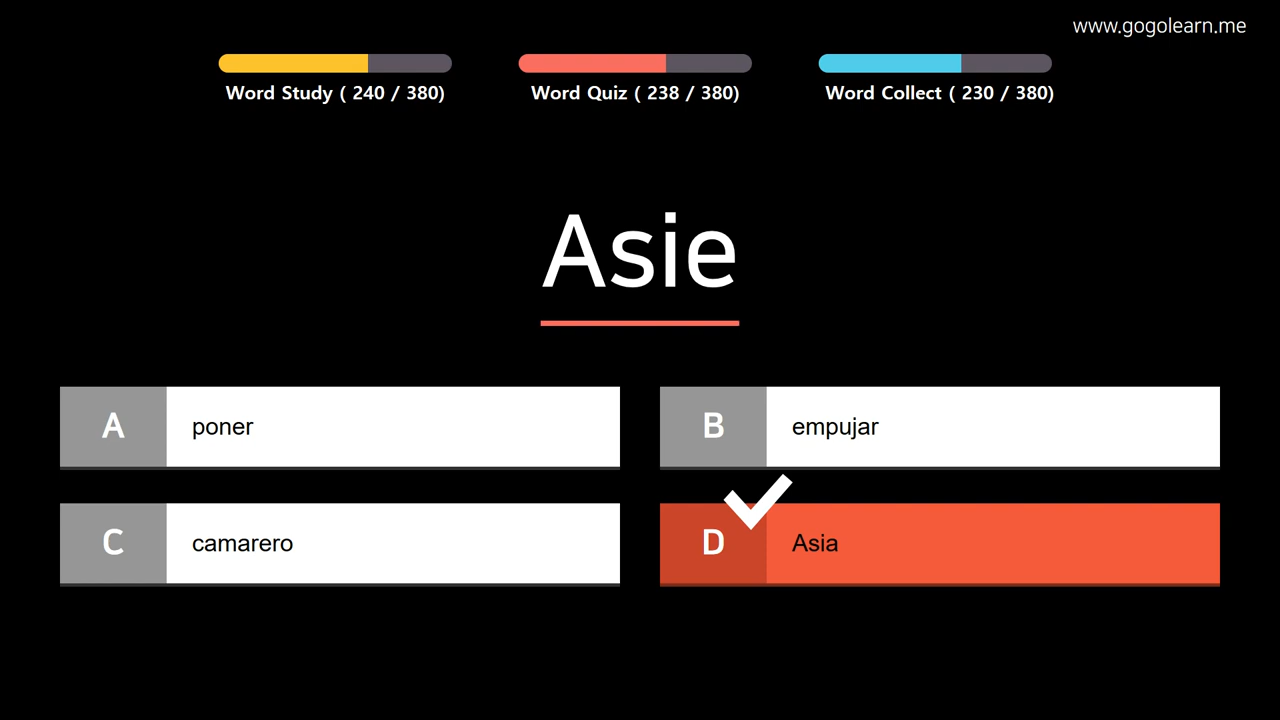 www.gogolearn.me
Word Study ( 240 / 380)
Word Quiz ( 238 / 380)
Word Collect ( 230 / 380)
Asie
A poner
B empujar
C camarero
D Asia